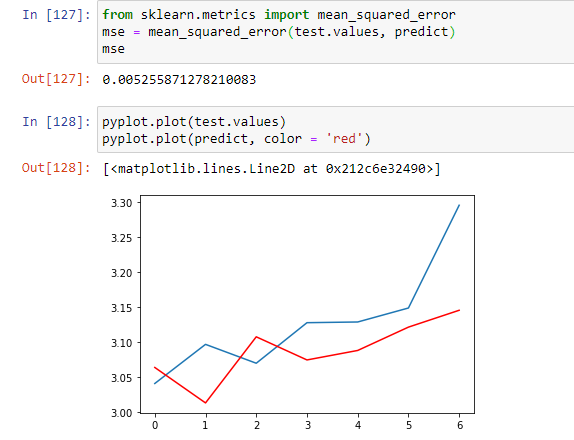 In [127]: from sklearn.metrics import mean_squared_error
mse = mean_squared_error(test.values, predict)
mse
Out[127]: 0.005255871278210083
In [128]: pyplot.plot(test.values)
pyplot.plot(predict, color = 'red')
Out[128]: [<matplotlib.lines.Line2D at 0x212c6e32490>]
3.30
3.25
3.20
3.15
3.10
3.05
3.00
0 1 2 3 4 5 6